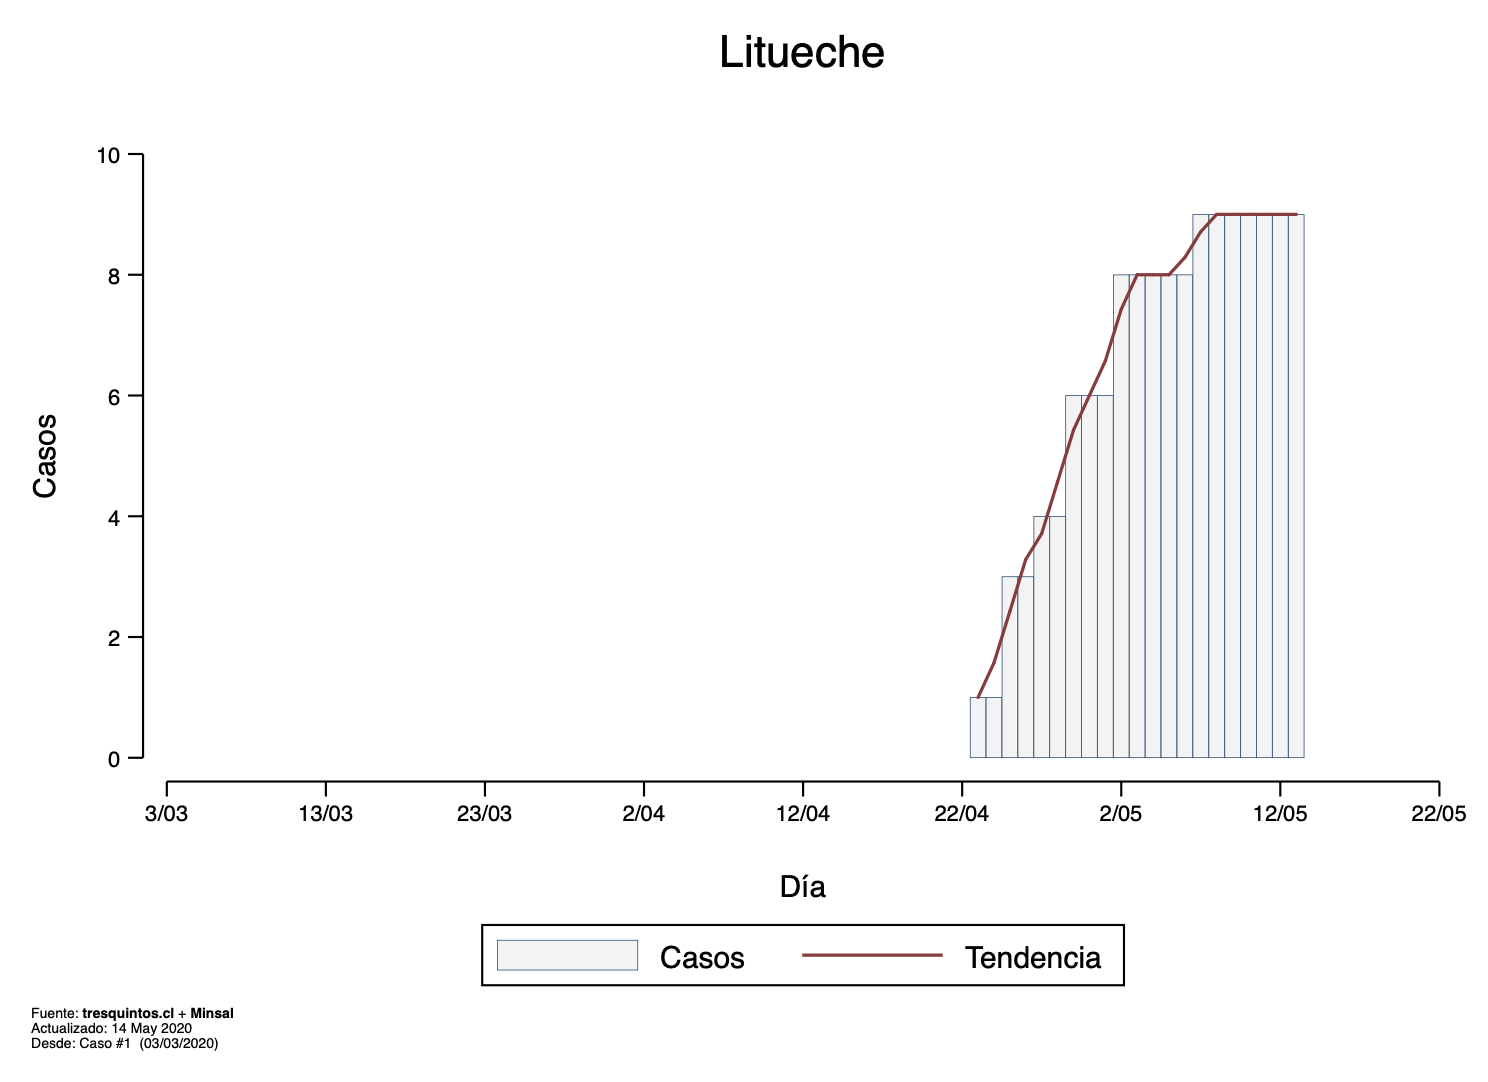 Litueche
10
8
6
4
2
0
Casos
3/03 13/03 23/03 2/04 12/04 22/04 2/05 12/05 22/05
Día
Casos Tendencia
Fuente: tresquintos.cl + Minsal
Actualizado: 14 May 2020
Desde: Caso #1 (03/03/2020)